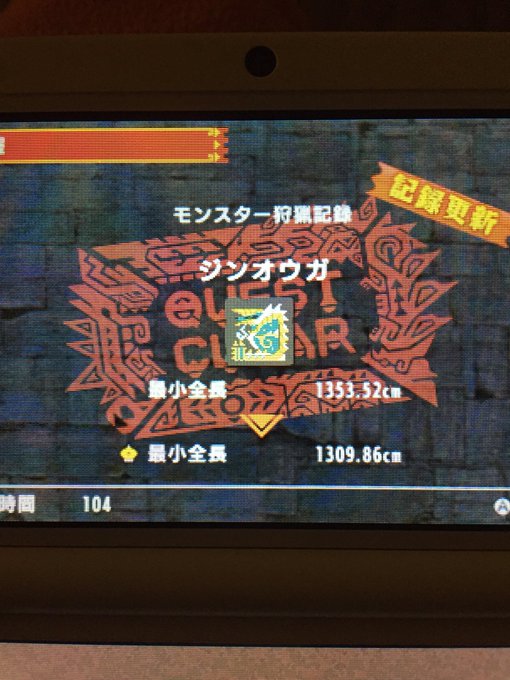 記録更新
モンスター狩猟記録
ジンオウガ
QUEST
CLEAR
最小全長 1353.52cm
最小全長 1309.86cm
時間 104
A